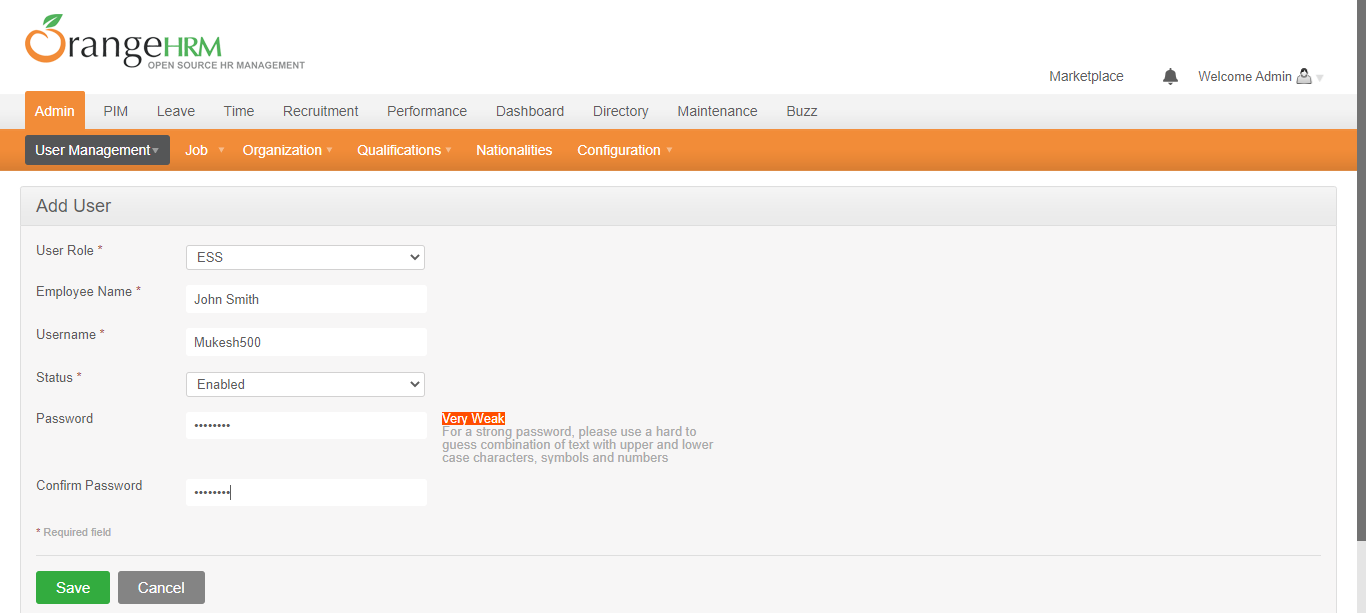 OrangeHRM
OPEN SOURCE HR MANAGEMENT
Marketplace Welcome Admin
Admin PIM Leave Time Recruitment Performance Dashboard Directory Maintenance Buzz
User Management Job Organization Qualifications Nationalities Configuration
Add User
User Role * ESS
Employee Name * John Smith
Username * Mukesh500
Status * Enabled
Password •••••••• Very Weak
For a strong password, please use a hard to
guess combination of text with upper and lower
case characters, symbols and numbers
Confirm Password ••••••••
* Required field
Save Cancel